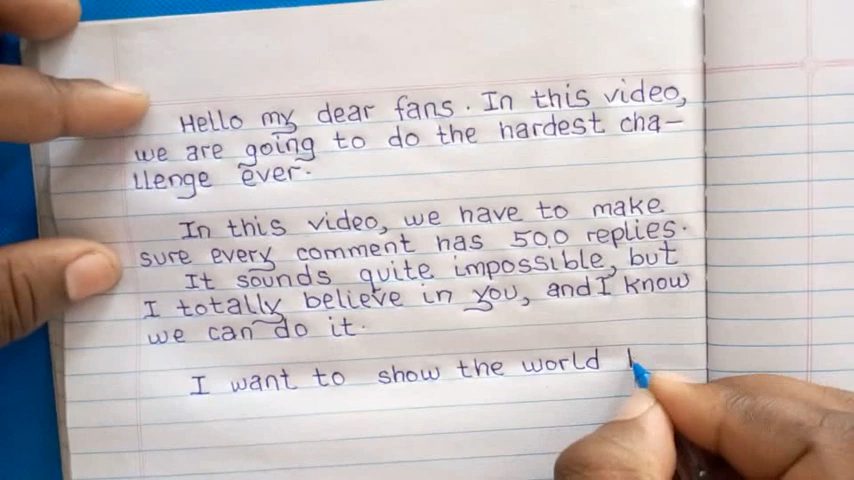 Hello my dear fans. In this video,
we are going to do the hardest cha-
llenge ever.
In this video, we have to make
sure every comment has 500 replies.
It sounds quite impossible, but
I totally believe in you, and I know
we can do it.
I want to show the world